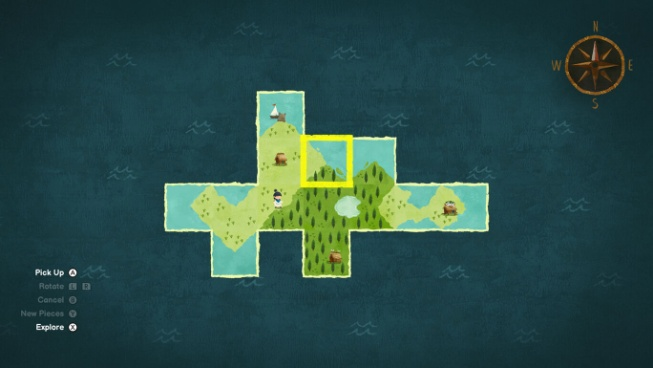 N
W E
S
Pick Up A
Rotate L R
Cancel B
New Pieces Y
Explore X